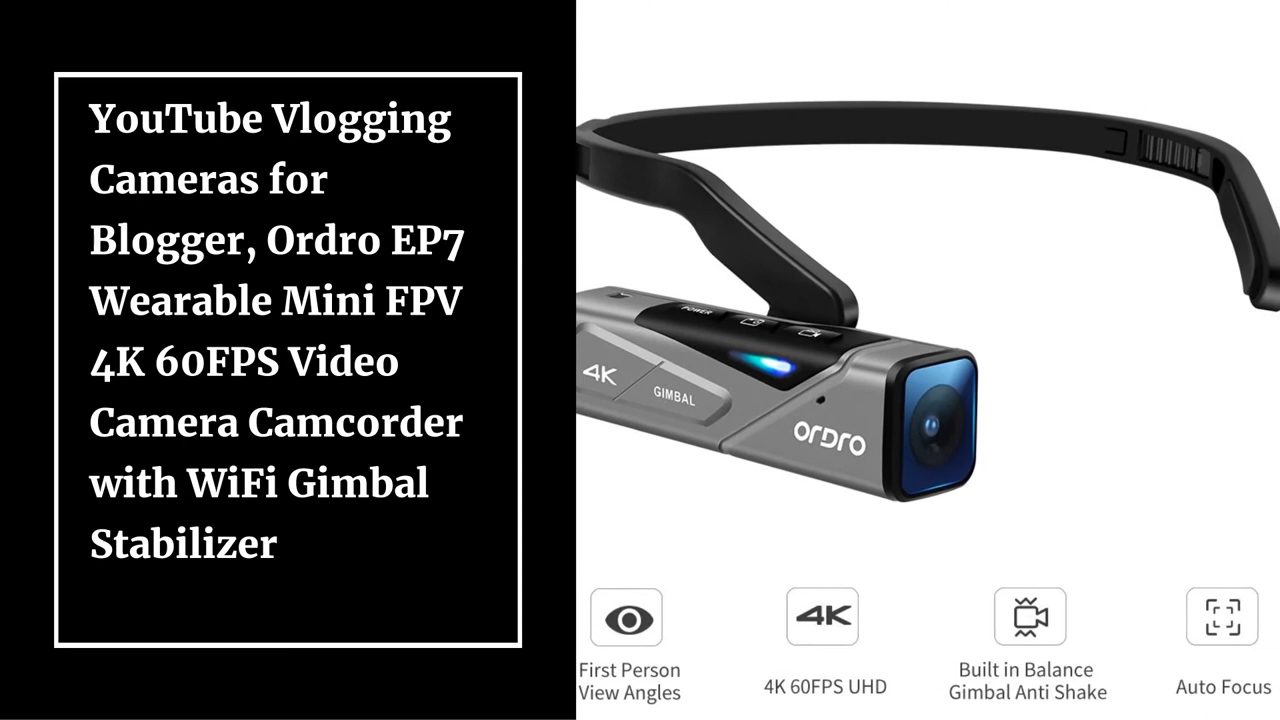 YouTube Vlogging
Cameras for
Blogger, Ordro EP7
Wearable Mini FPV
4K 60FPS Video
Camera Camcorder
with WiFi Gimbal
Stabilizer
POWER
4K
GIMBAL
ORDRO
4K
First Person
View Angles
4K 60FPS UHD
Built in Balance
Gimbal Anti Shake
Auto Focus